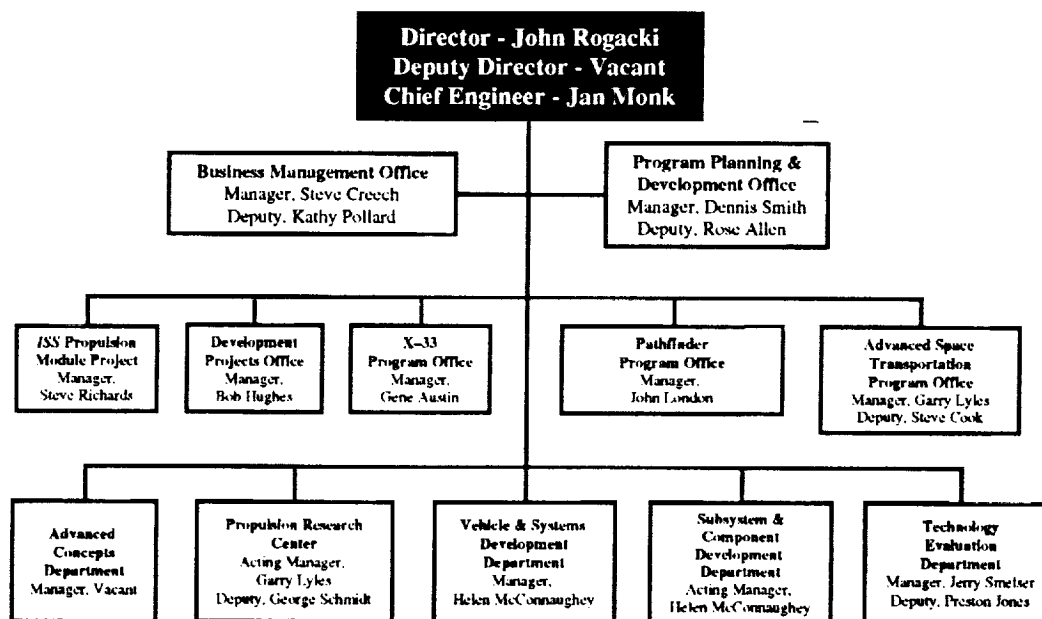 Director - John Rogacki
Deputy Director - Vacant
Chief Engineer - Jan Monk
Business Management Office
Manager, Steve Creech
Deputy, Kathy Pollard
Program Planning &
Development Office
Manager, Dennis Smith
Deputy, Rose Allen
ISS Propulsion
Module Project
Manager,
Steve Richards
Development
Projects Office
Manager,
Bob Hughes
X-33
Program Office
Manager,
Gene Austin
Pathfinder
Program Office
Manager,
John London
Advanced Space
Transportation
Program Office
Manager, Garry Lyles
Deputy, Steve Cook
Advanced
Concepts
Department
Manager, Vacant
Propulsion Research
Center
Acting Manager,
Garry Lyles
Deputy, George Schmidt
Vehicle & Systems
Development
Department
Manager,
Helen McConnaughey
Subsystem &
Component
Development
Department
Acting Manager,
Helen McConnaughey
Technology
Evaluation
Department
Manager, Jerry Smelser
Deputy, Preston Jones